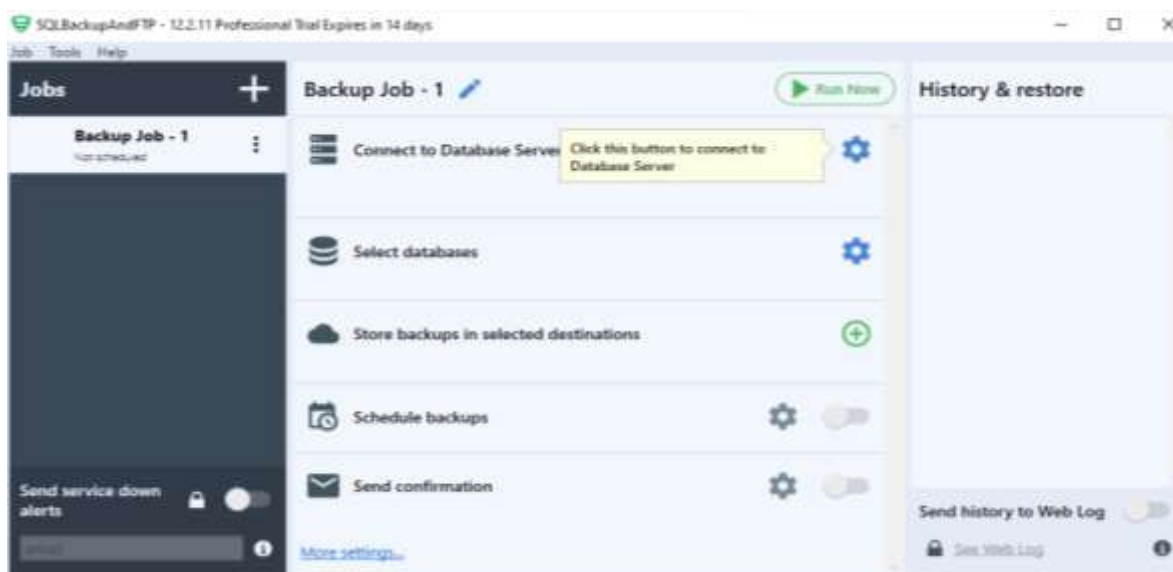 SQLBackupAndFTP - 12.2.11 Professional Trial Expires in 14 days
Job Tools Help
Jobs
Backup Job - 1
Not scheduled
Send service down
alerts
email
Backup Job - 1
Run Now
Connect to Database Server
Click this button to connect to
Database Server
Select databases
Store backups in selected destinations
Schedule backups
Send confirmation
More settings...
History & restore
Send history to Web Log
See Web Log